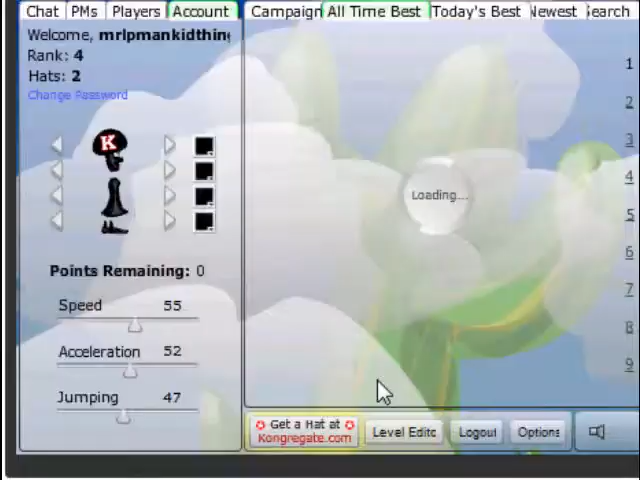 Chat PMs Players Account Campaign All Time Best Today's Best Newest Search
Welcome, mrlpmankidthing
Rank: 4
Hats: 2
Change Password
K
Loading...
Points Remaining: 0
Speed 55
Acceleration 52
Jumping 47
1
2
3
4
5
6
7
8
9
Get a Hat at
Kongregate.com
Level Edito
Logout
Options